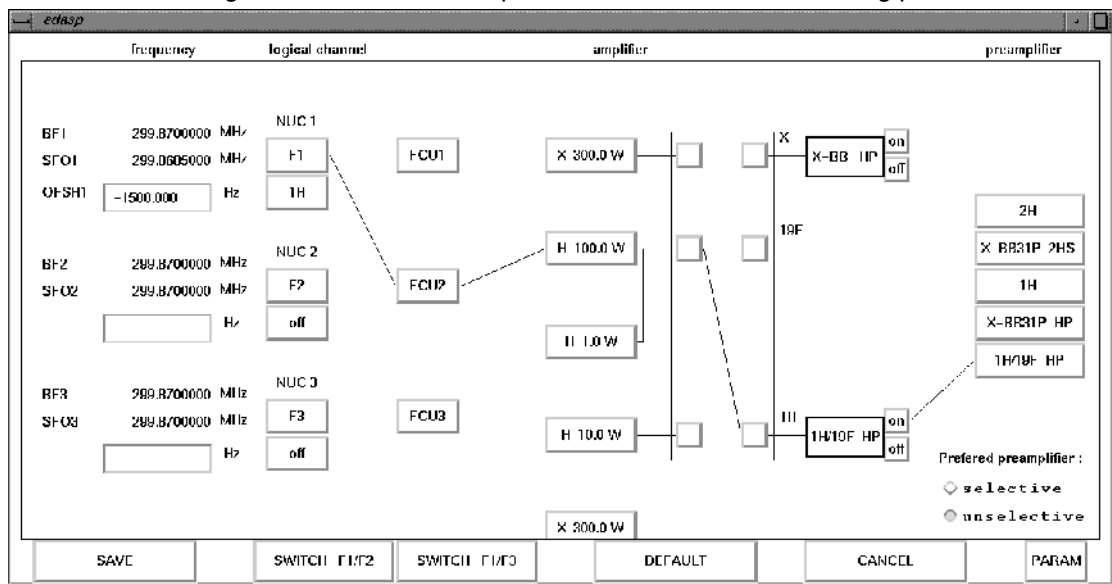 edasp
frequency logical channel amplifier preamplifier
NUC 1
BF1 299.8700000 MHz
SFO1 MHz F1 FCU1 X 300.0 W X X-BB HP on off
OFSH1 -1500.000 Hz 1H
2H
NUC 2
BF2 299.8700000 MHz H 100.0 W 19F X BB31P 2HS
SFO2 299.8700000 MHz F2 FCU2 1H
Hz off H 1.0 W X-BB31P HP
1H/19F HP
NUC 3
BF3 299.8700000 MHz
SFO3 299.8700000 MHz F3 FCU3 H 10.0 W 1H 1H/19F HP on off
Hz off
Prefered preamplifier :
selective
unselective
X 300.0 W
SAVE SWITCH F1/F2 SWITCH F1/F3 DEFAULT CANCEL PARAM